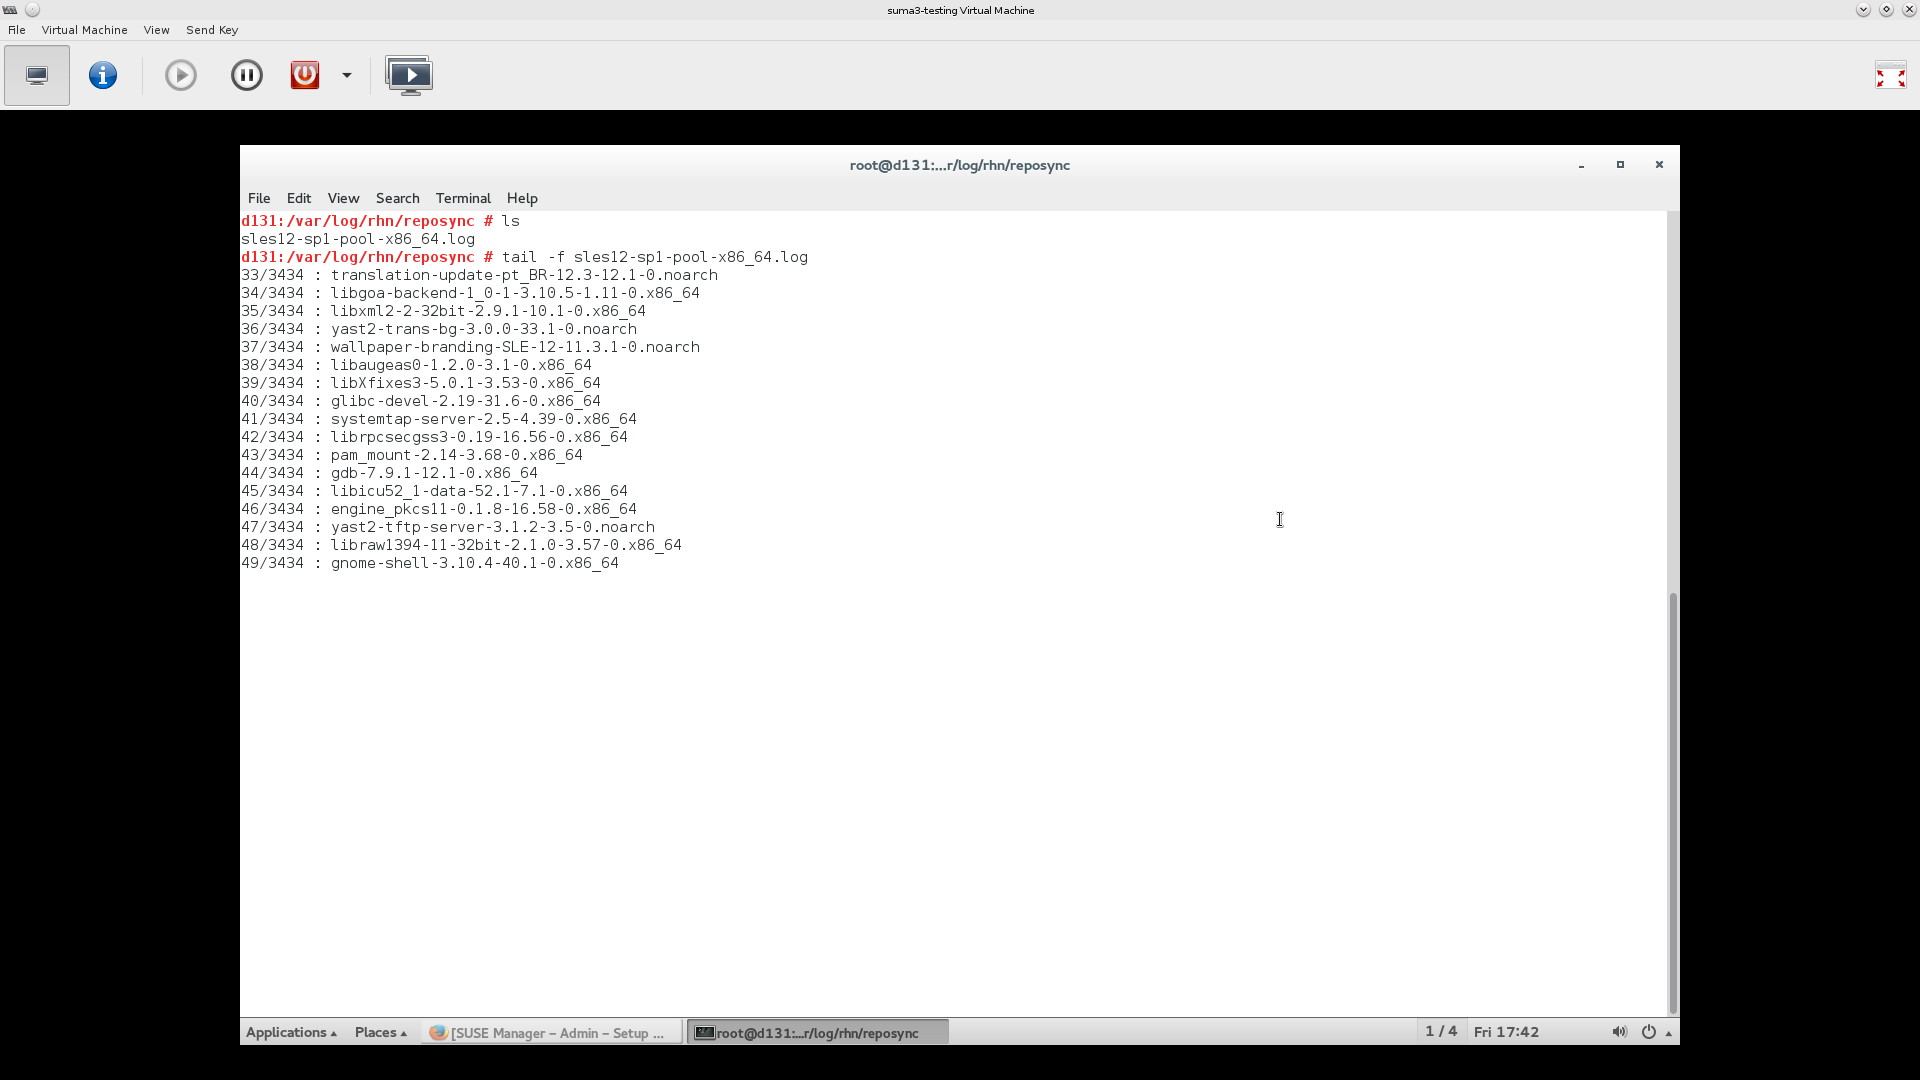 suma3-testing Virtual Machine
File Virtual Machine View Send Key
root@d131:...r/log/rhn/reposync
File Edit View Search Terminal Help
d131:/var/log/rhn/reposync # ls
sles12-sp1-pool-x86_64.log
d131:/var/log/rhn/reposync # tail -f sles12-sp1-pool-x86_64.log
33/3434 : translation-update-pt_BR-12.3-12.1-0.noarch
34/3434 : libgoa-backend-1_0-1-3.10.5-1.11-0.x86_64
35/3434 : libxml2-2-32bit-2.9.1-10.1-0.x86_64
36/3434 : yast2-trans-bg-3.0.0-33.1-0.noarch
37/3434 : wallpaper-branding-SLE-12-11.3.1-0.noarch
38/3434 : libaugeas0-1.2.0-3.1-0.x86_64
39/3434 : libXfixes3-5.0.1-3.53-0.x86_64
40/3434 : glibc-devel-2.19-31.6-0.x86_64
41/3434 : systemtap-server-2.5-4.39-0.x86_64
42/3434 : librpcsecgss3-0.19-16.56-0.x86_64
43/3434 : pam_mount-2.14-3.68-0.x86_64
44/3434 : gdb-7.9.1-12.1-0.x86_64
45/3434 : libicu52_1-data-52.1-7.1-0.x86_64
46/3434 : engine_pkcs11-0.1.8-16.58-0.x86_64
47/3434 : yast2-tftp-server-3.1.2-3.5-0.noarch
48/3434 : libraw1394-11-32bit-2.1.0-3.57-0.x86_64
49/3434 : gnome-shell-3.10.4-40.1-0.x86_64
Applications Places [SUSE Manager – Admin – Setup ... root@d131:...r/log/rhn/reposync 1 / 4 Fri 17:42